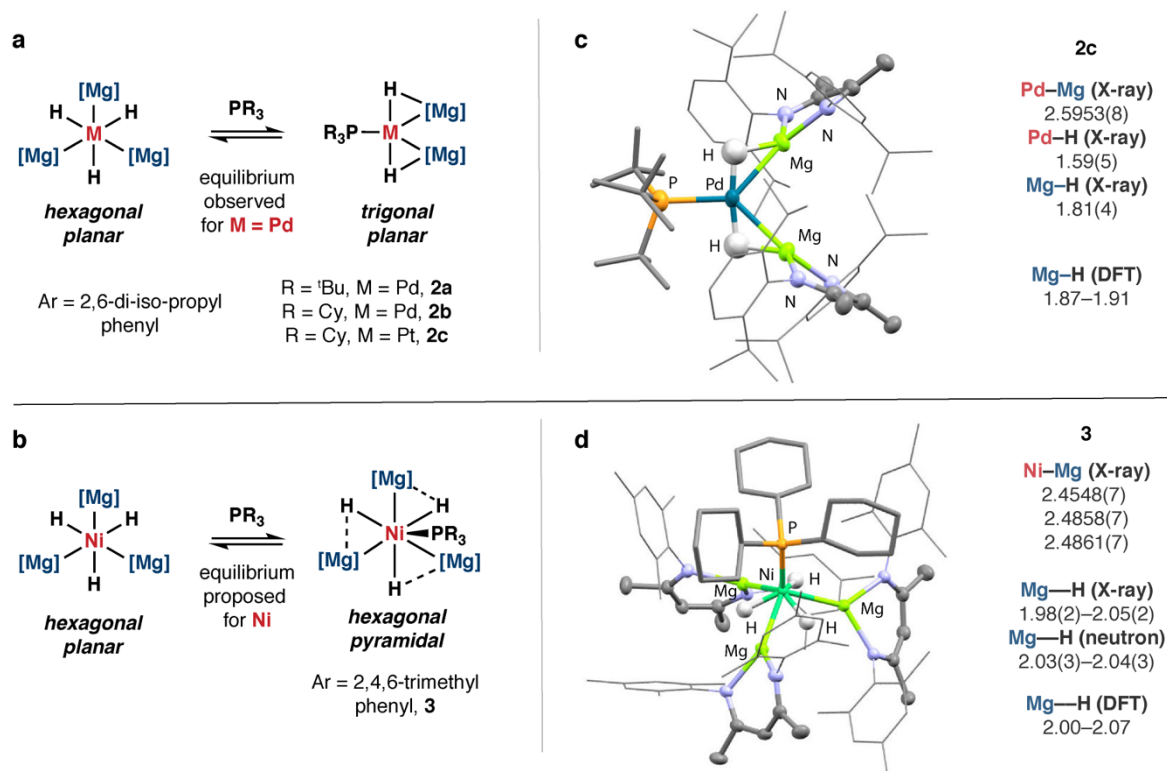 a
[Mg]
H H
M
[Mg] [Mg]
H
hexagonal
planar
PR3
equilibrium
observed
for M = Pd
H
[Mg]
R3P M
[Mg]
H
trigonal
planar
Ar = 2,6-di-iso-propyl
phenyl
R = tBu, M = Pd, 2a
R = Cy, M = Pd, 2b
R = Cy, M = Pt, 2c
c
N
N
H
Mg
P
Pd
Mg
H
N
N
2c
Pd–Mg (X-ray)
2.5953(8)
Pd–H (X-ray)
1.59(5)
Mg–H (X-ray)
1.81(4)
Mg–H (DFT)
1.87–1.91
b
[Mg]
H H
Ni
[Mg] [Mg]
H
hexagonal
planar
PR3
equilibrium
proposed
for Ni
[Mg]
H H
Ni PR3
[Mg] [Mg]
H
hexagonal
pyramidal
Ar = 2,4,6-trimethyl
phenyl, 3
d
P
Ni H
Mg
Mg
H H
Mg
3
Ni–Mg (X-ray)
2.4548(7)
2.4858(7)
2.4861(7)
Mg—H (X-ray)
1.98(2)–2.05(2)
Mg—H (neutron)
2.03(3)–2.04(3)
Mg—H (DFT)
2.00–2.07